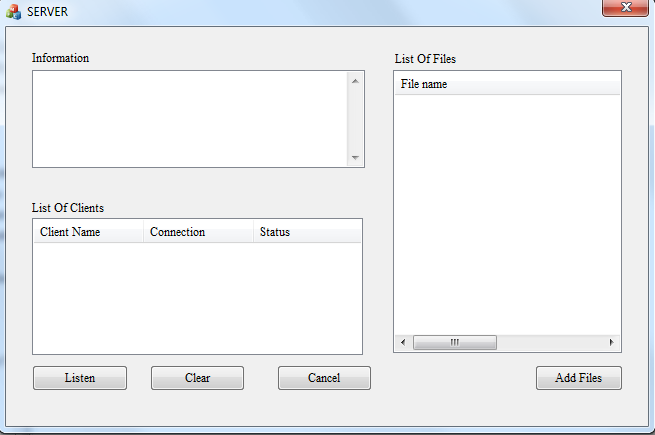 SERVER
Information
List Of Files
File name
List Of Clients
Client Name Connection Status
Listen Clear Cancel Add Files